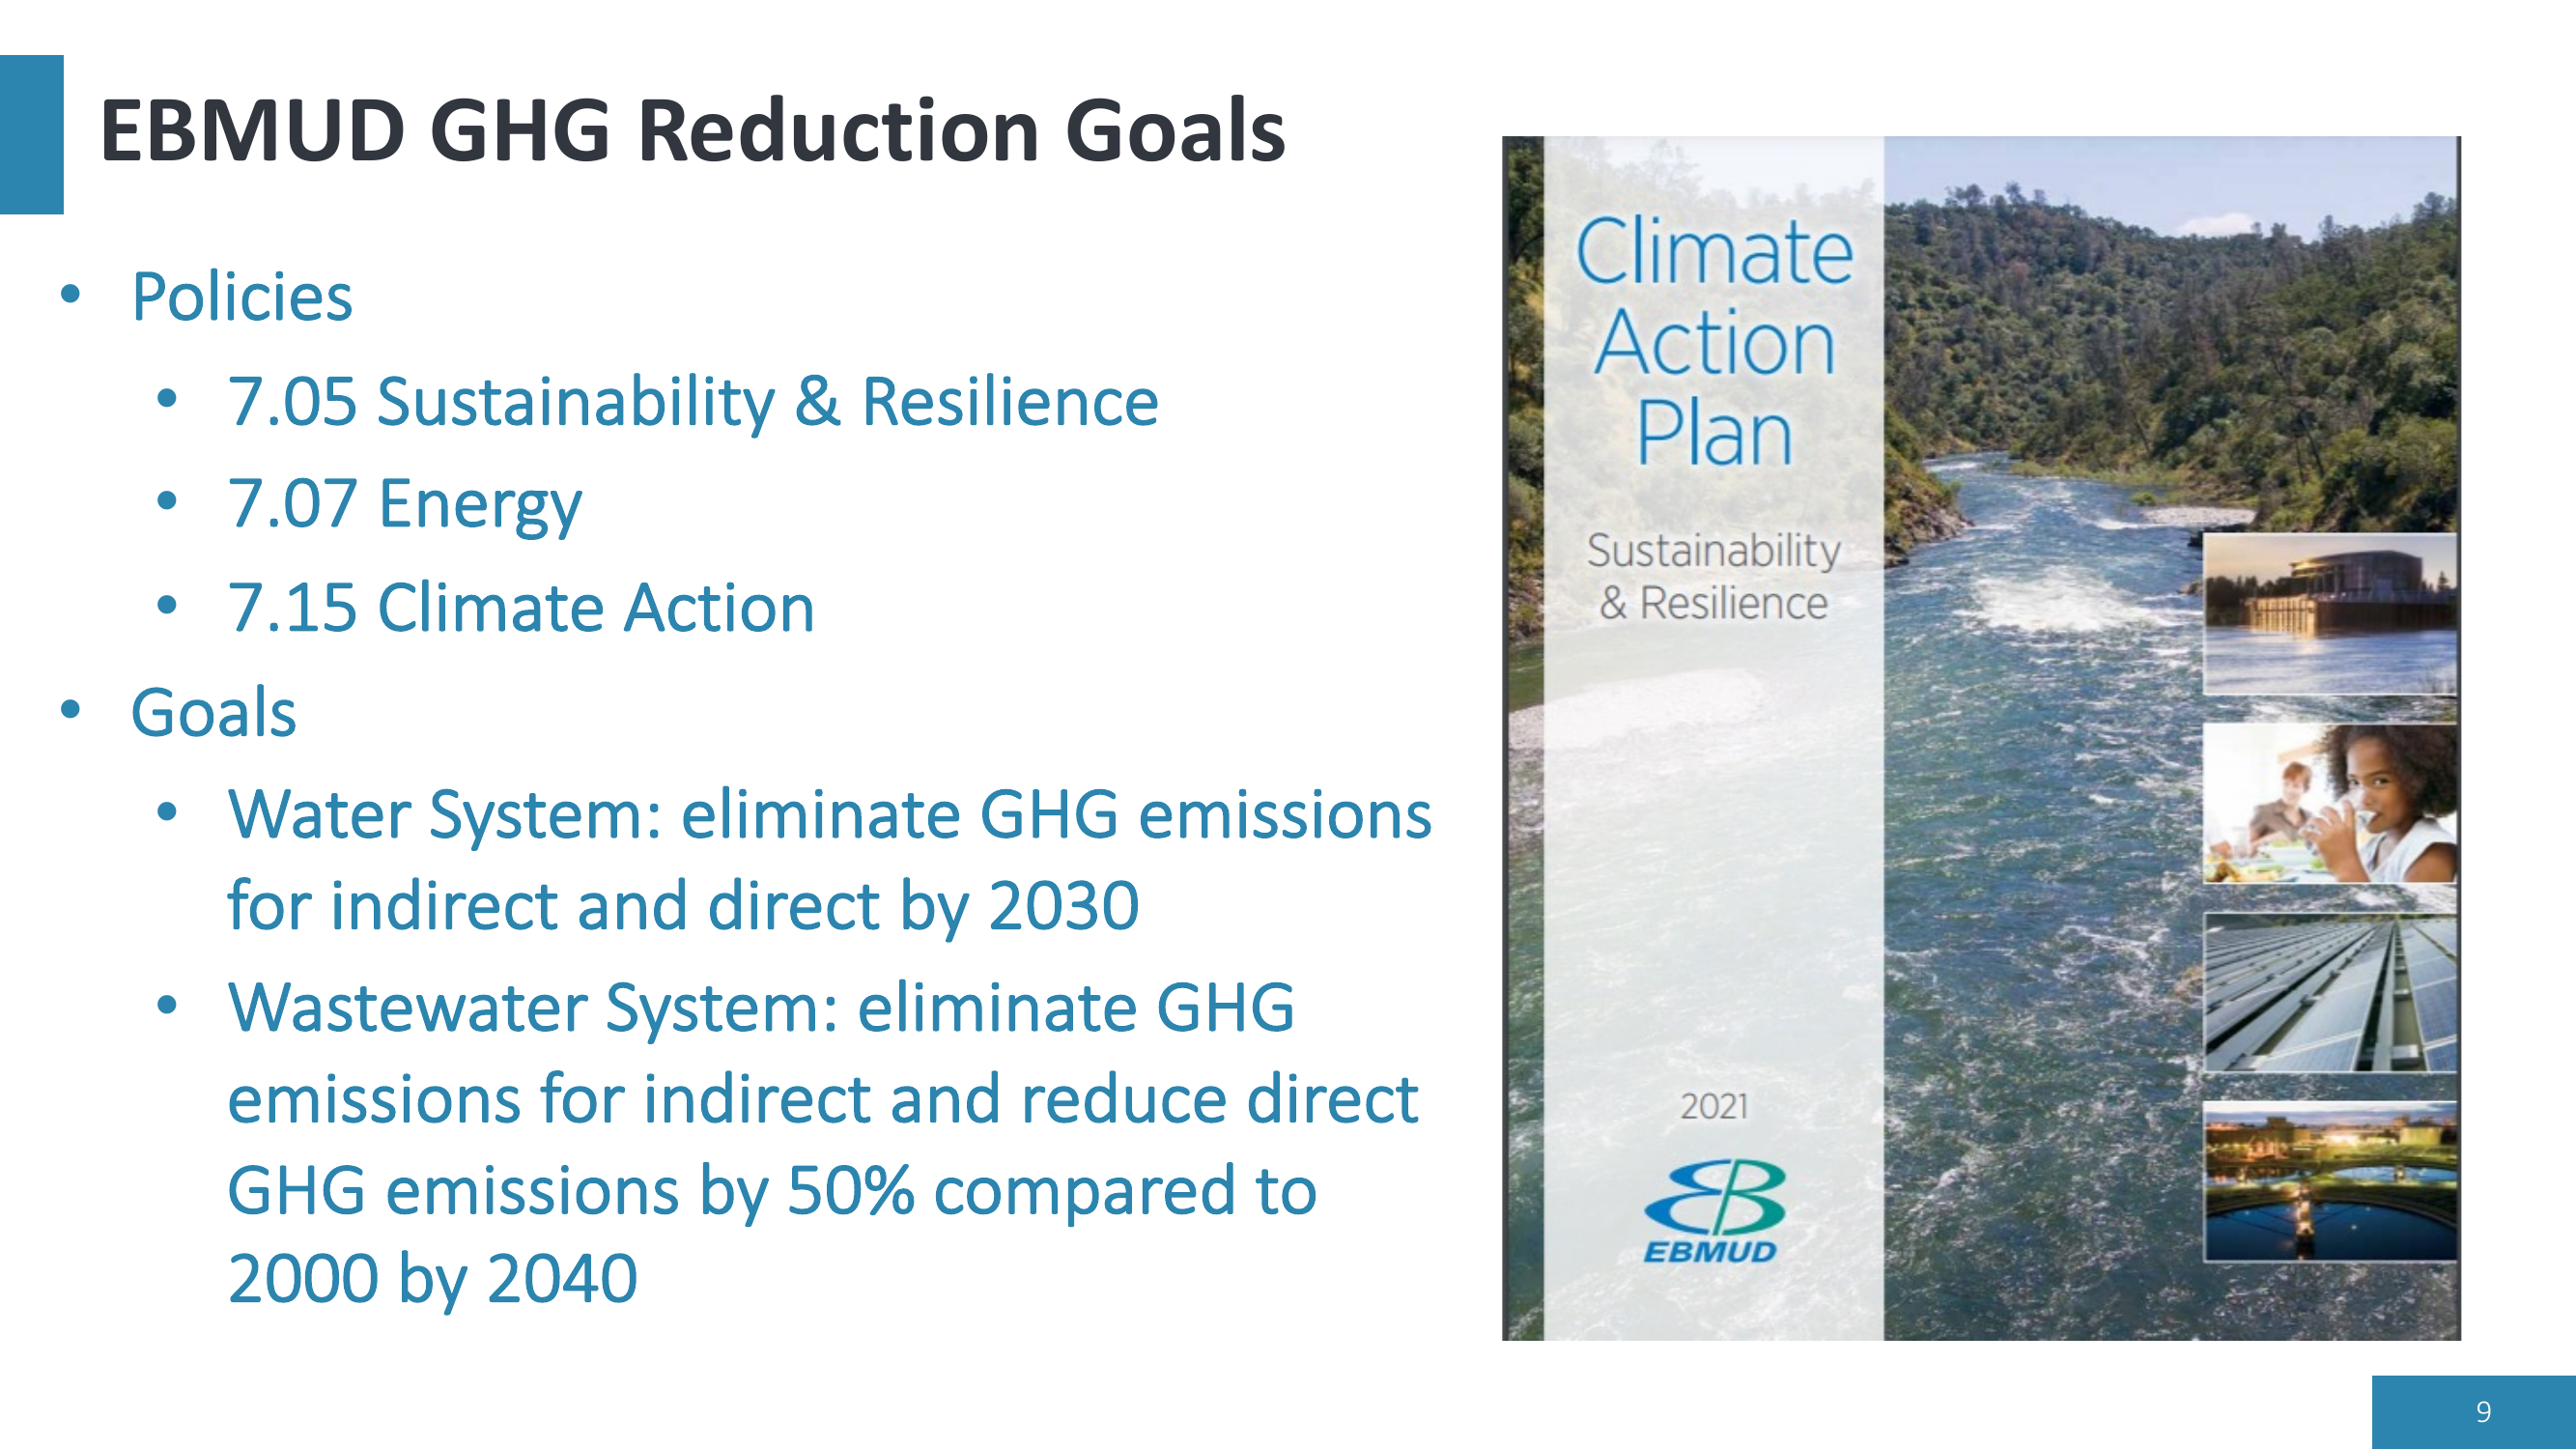 EBMUD GHG Reduction Goals
• Policies
• 7.05 Sustainability & Resilience
• 7.07 Energy
• 7.15 Climate Action
• Goals
• Water System: eliminate GHG emissions
for indirect and direct by 2030
• Wastewater System: eliminate GHG
emissions for indirect and reduce direct
GHG emissions by 50% compared to
2000 by 2040
Climate
Action
Plan
Sustainability
& Resilience
2021
EB
EBMUD
9